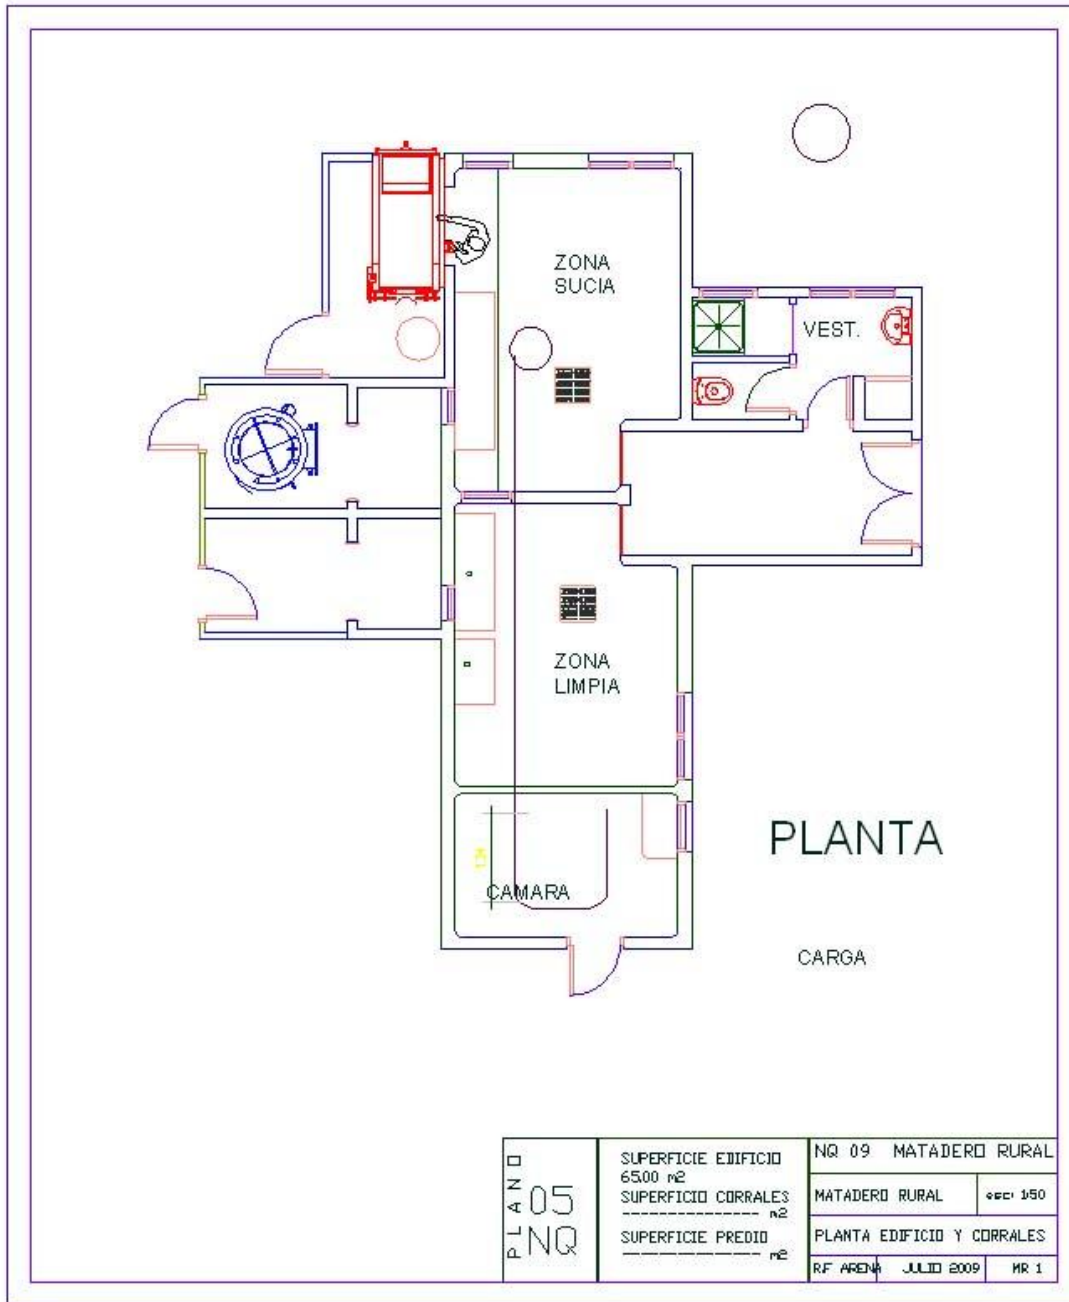 ZONA
SUCIA
VEST.
ZONA
LIMPIA
PLANTA
CAMARA
CARGA
PLANO
05
NQ
SUPERFICIE EDIFICIO
65.00 m2
SUPERFICIO CORRALES
--------------- m2
SUPERFICIE PREDIO
--------------- m2
NQ 09 MATADERO RURAL
MATADERO RURAL
esc: 1/50
PLANTA EDIFICIO Y CORRALES
R.F ARENA
JULIO 2009
MR 1